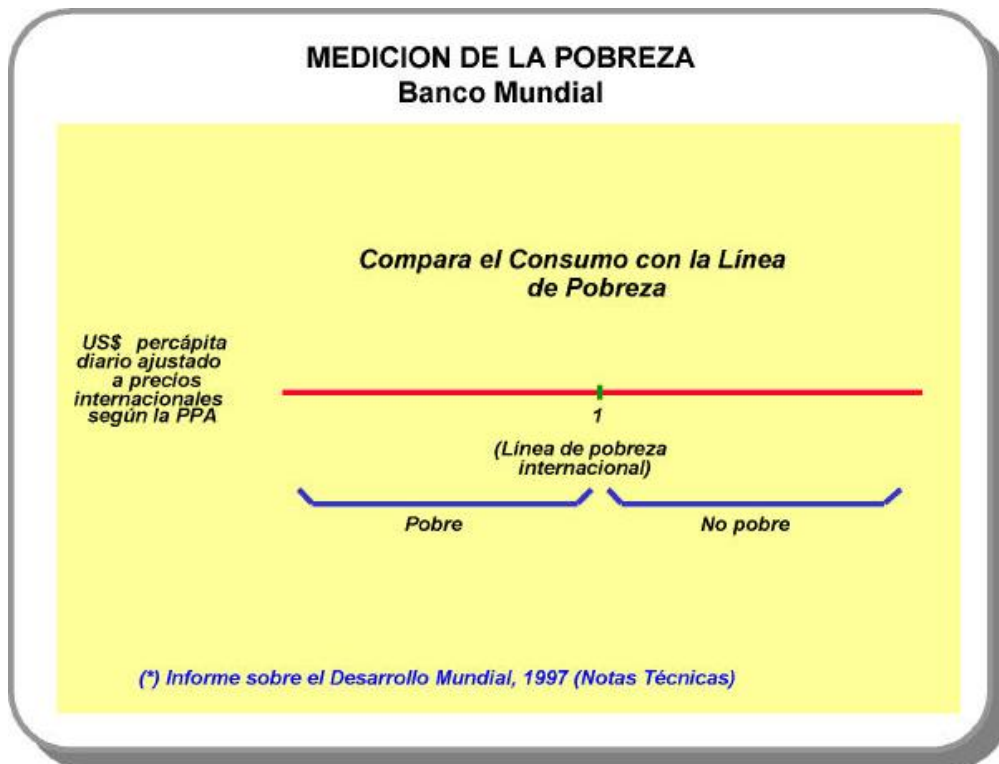 MEDICION DE LA POBREZA
Banco Mundial
Compara el Consumo con la Línea
de Pobreza
US$ percápita
diario ajustado
a precios
internacionales
según la PPA
1
(Línea de pobreza
internacional)
Pobre
No pobre
(*) Informe sobre el Desarrollo Mundial, 1997 (Notas Técnicas)